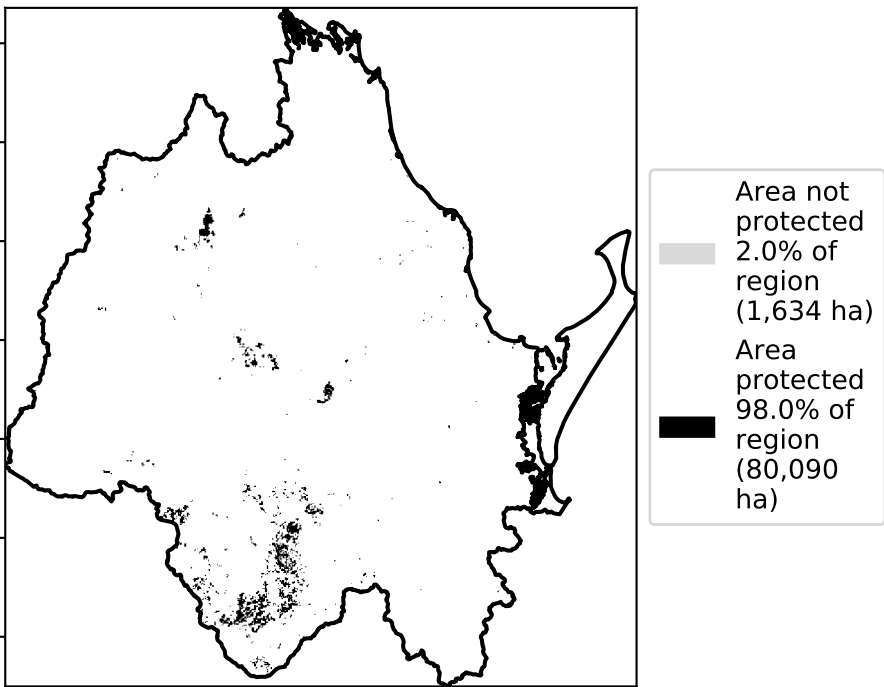 Area not
protected
2.0% of
region
(1,634 ha)
Area
protected
98.0% of
region
(80,090
ha)